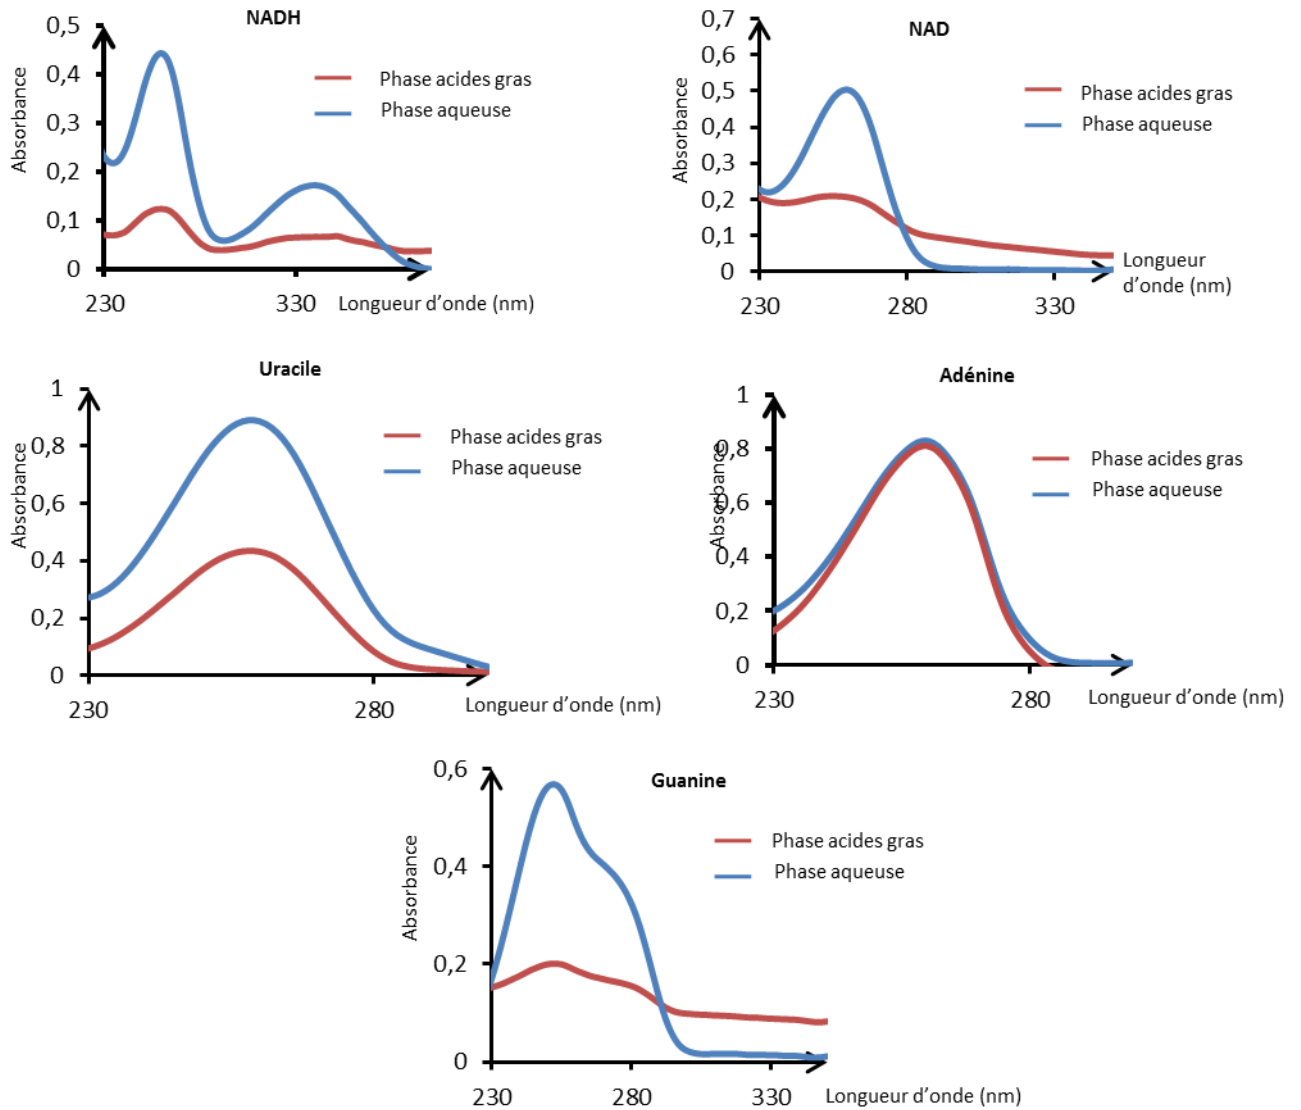 NADH
0,5
0,4
0,3
0,2
0,1
0
Absorbance
Phase acides gras
Phase aqueuse
230
330
Longueur d’onde (nm)
NAD
0,7
0,6
0,5
0,4
0,3
0,2
0,1
0
Absorbance
Phase acides gras
Phase aqueuse
230
280
330
Longueur
d’onde (nm)
Uracile
1
0,8
0,6
0,4
0,2
0
Absorbance
Phase acides gras
Phase aqueuse
230
280
Longueur d’onde (nm)
Adénine
1
0,8
0,6
0,4
0,2
0
Absorbance
Phase acides gras
Phase aqueuse
230
280
Longueur d’onde (nm)
Guanine
0,6
0,4
0,2
0
Absorbance
Phase acides gras
Phase aqueuse
230
280
330
Longueur d’onde (nm)